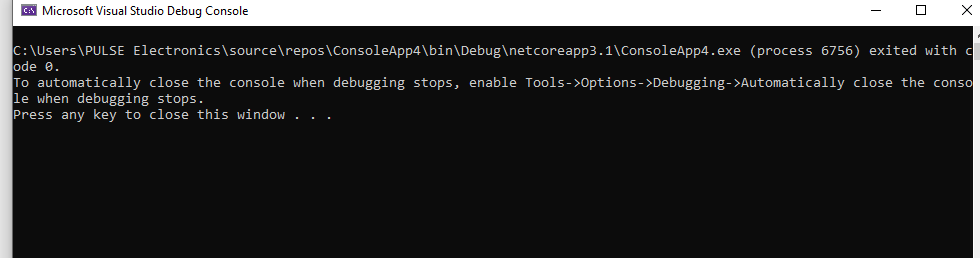 Microsoft Visual Studio Debug Console
C:\Users\PULSE Electronics\source\repos\ConsoleApp4\bin\Debug\netcoreapp3.1\ConsoleApp4.exe (process 6756) exited with c
ode 0.
To automatically close the console when debugging stops, enable Tools->Options->Debugging->Automatically close the conso
le when debugging stops.
Press any key to close this window . . .